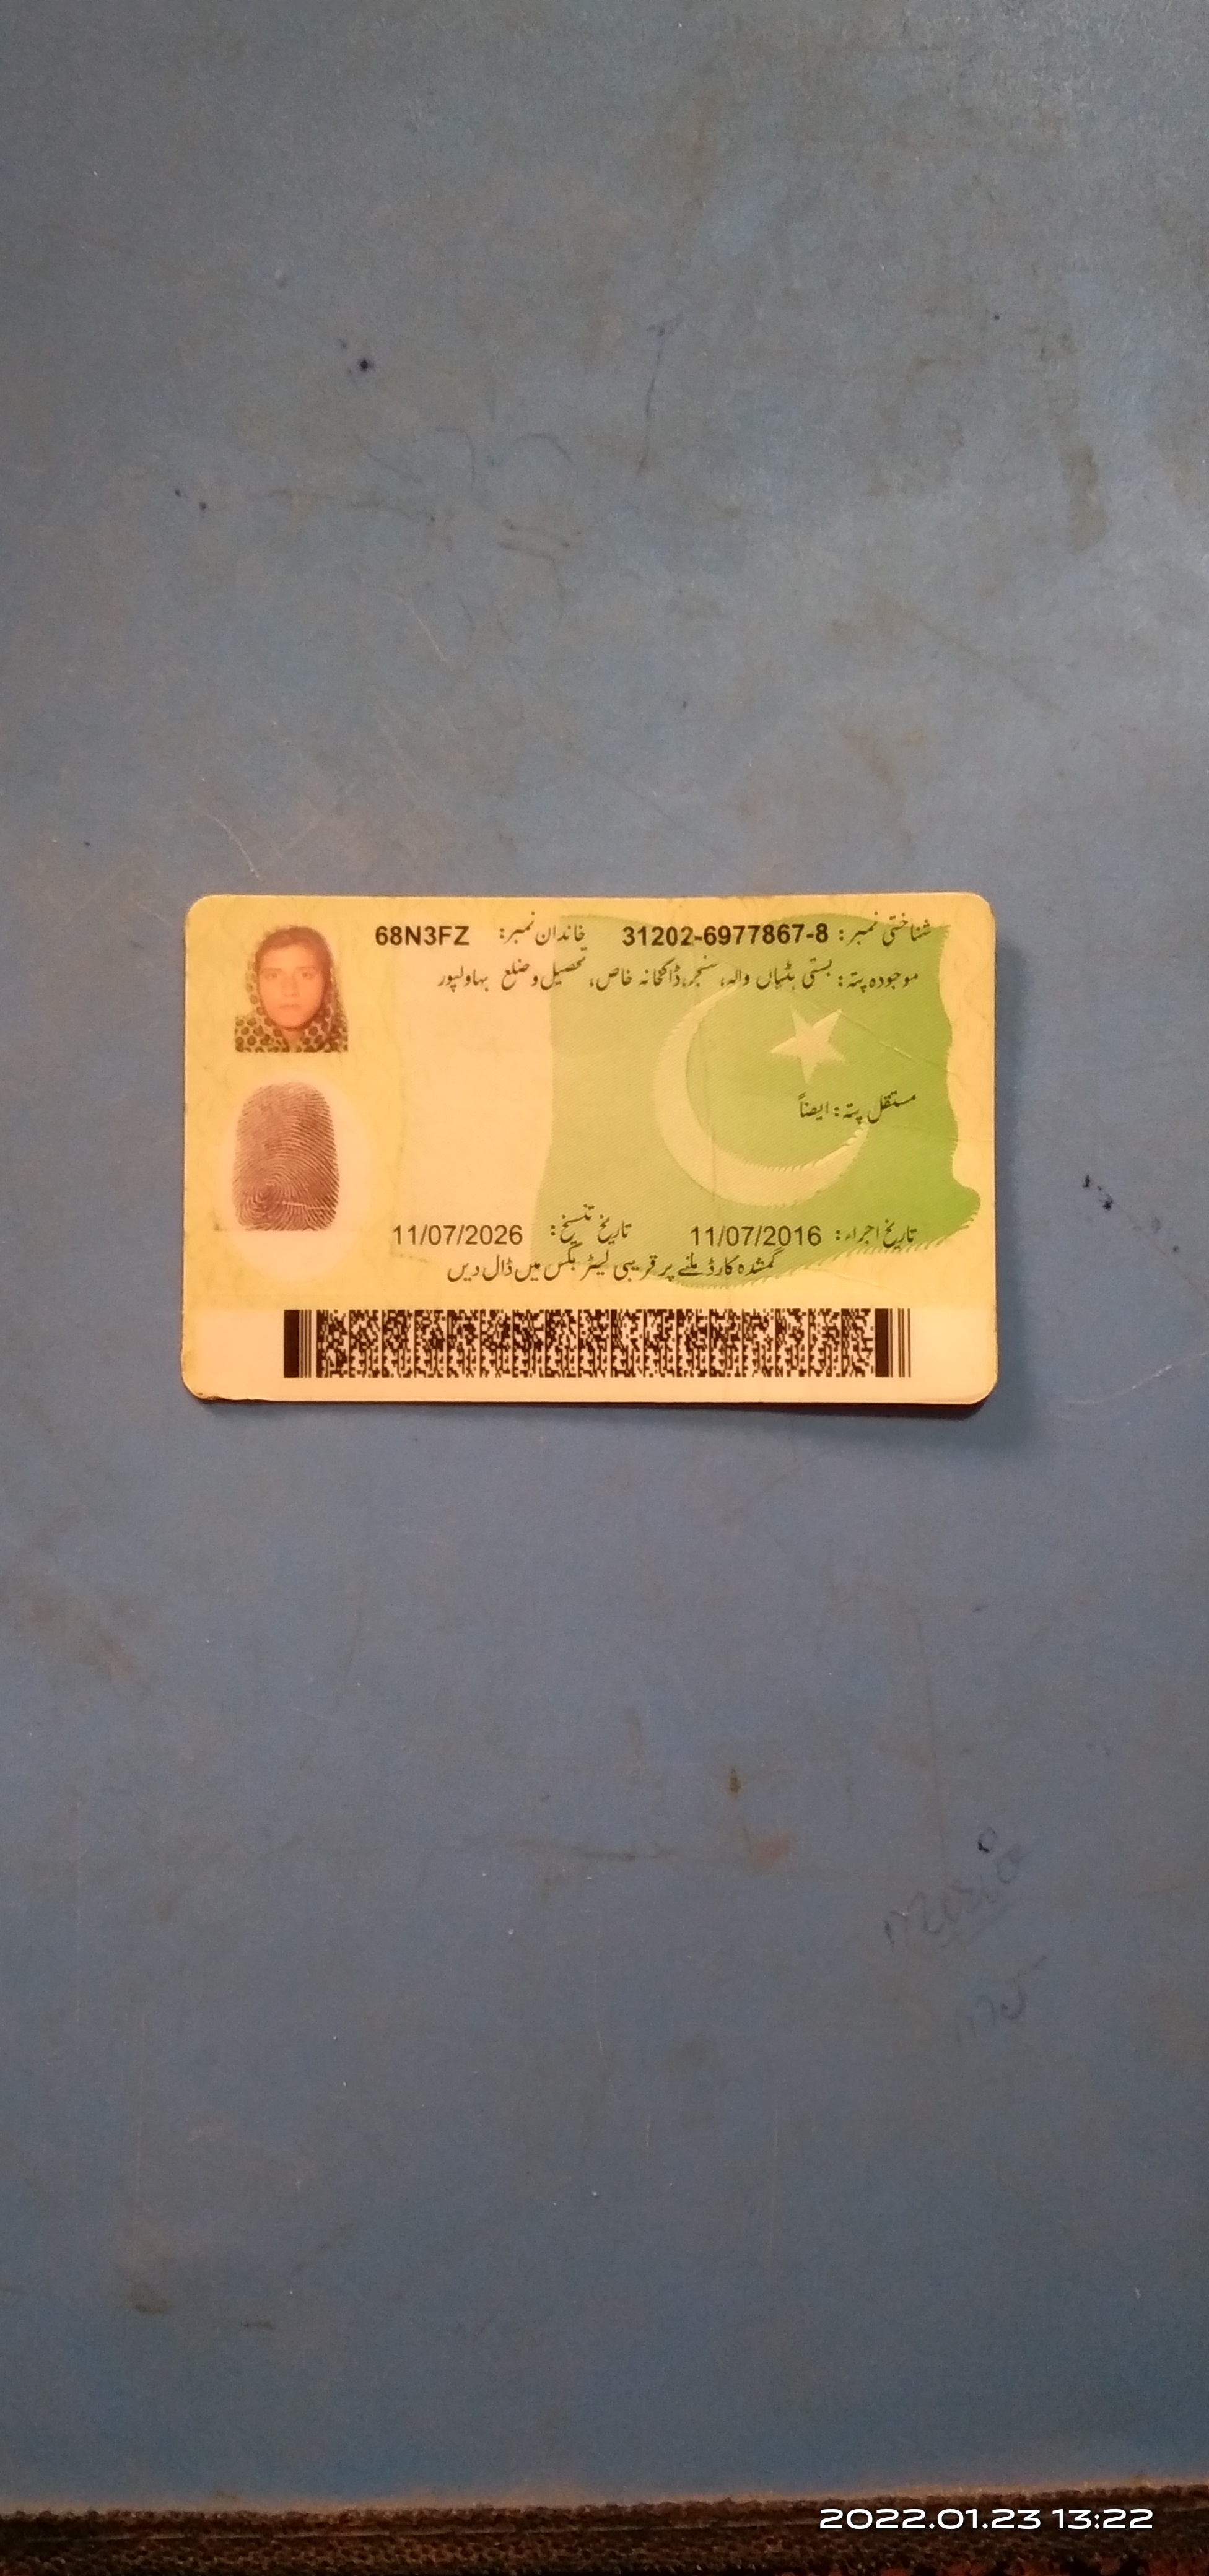 شناختی نمبر: 31202-6977867-8 خاندان نمبر: 68N3FZ
موجودہ پتہ: بستی ہٹیاں والہ، سنجر، ڈاکخانہ خاص، تحصیل و ضلع بہاولپور
مستقل پتہ: ایضاً
تاریخ اجراء: 11/07/2016 تاریخ تنسیخ: 11/07/2026
گمشدہ کارڈ ملنے پر قریبی لیٹر بکس میں ڈال دیں
2022.01.23 13:22